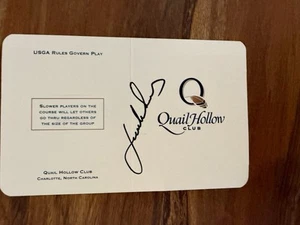 USGA RULES GOVERN PLAY
SLOWER PLAYERS ON THE
COURSE WILL LET OTHERS
GO THRU REGARDLESS OF
THE SIZE OF THE GROUP
QUAIL HOLLOW CLUB
CHARLOTTE, NORTH CAROLINA
Quail Hollow
CLUB